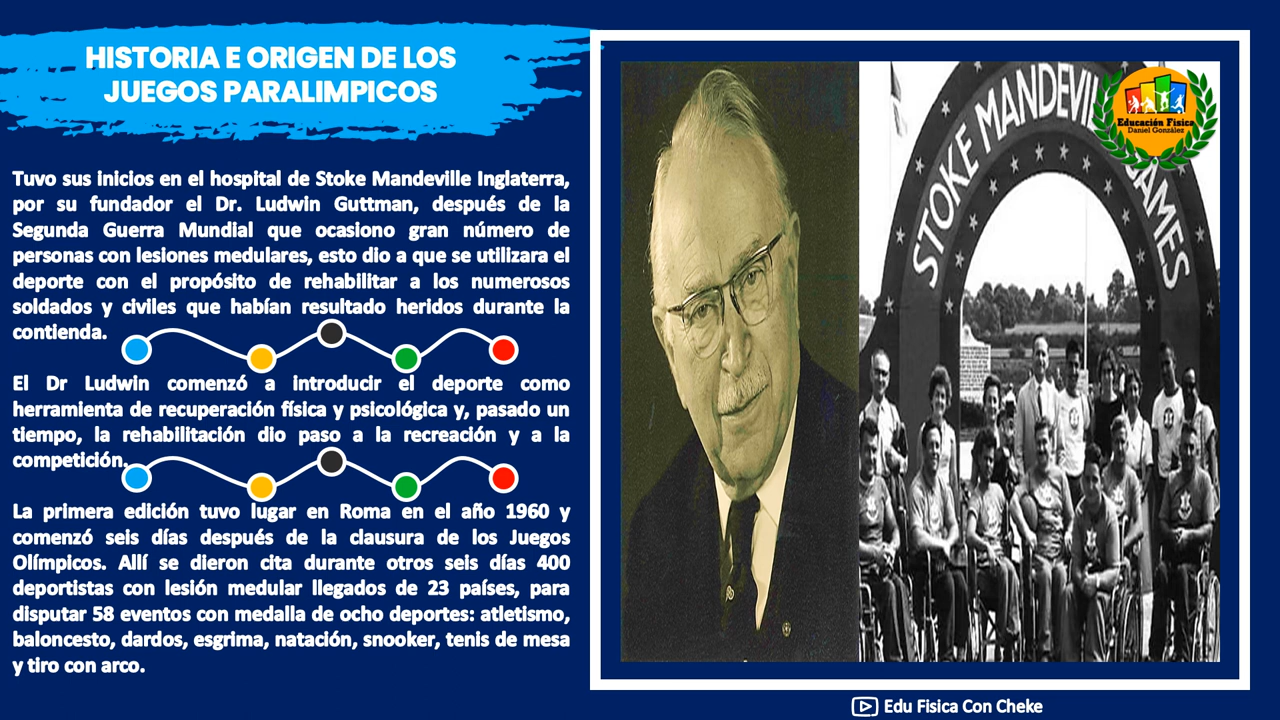 HISTORIA E ORIGEN DE LOS
JUEGOS PARALIMPICOS
Tuvo sus inicios en el hospital de Stoke Mandeville Inglaterra,
por su fundador el Dr. Ludwin Guttman, después de la
Segunda Guerra Mundial que ocasiono gran número de
personas con lesiones medulares, esto dio a que se utilizara el
deporte con el propósito de rehabilitar a los numerosos
soldados y civiles que habían resultado heridos durante la
contienda.
El Dr Ludwin comenzó a introducir el deporte como
herramienta de recuperación física y psicológica y, pasado un
tiempo, la rehabilitación dio paso a la recreación y a la
competición.
La primera edición tuvo lugar en Roma en el año 1960 y
comenzó seis días después de la clausura de los Juegos
Olímpicos. Allí se dieron cita durante otros seis días 400
deportistas con lesión medular llegados de 23 países, para
disputar 58 eventos con medalla de ocho deportes: atletismo,
baloncesto, dardos, esgrima, natación, snooker, tenis de mesa
y tiro con arco.
STOKE MANDEVIL GAMES
Educación Fisica
Daniel González
Edu Fisica Con Cheke